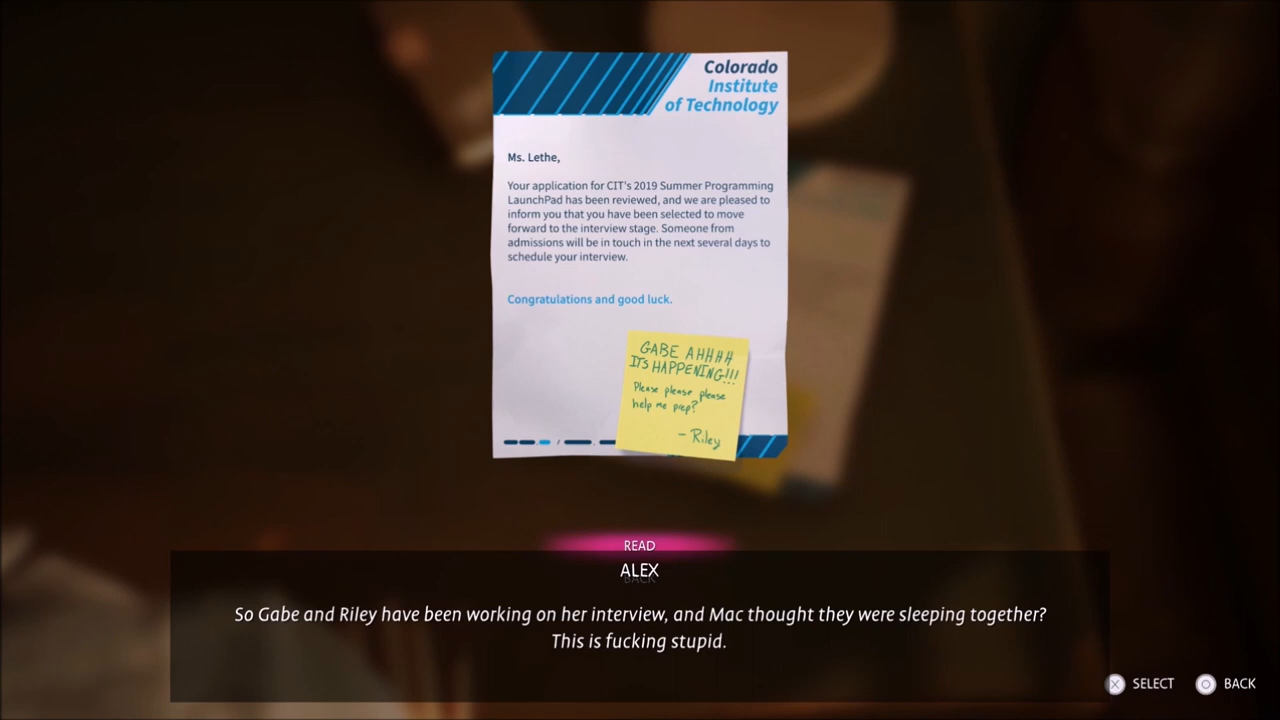 Colorado
Institute
of Technology
Ms. Lethe,
Your application for CIT's 2019 Summer Programming
LaunchPad has been reviewed, and we are pleased to
inform you that you have been selected to move
forward to the interview stage. Someone from
admissions will be in touch in the next several days to
schedule your interview.
Congratulations and good luck.
GABE AHHHH
ITS HAPPENING!!!
Please please please
help me prep?
- Riley
READ
ALEX
BACK
So Gabe and Riley have been working on her interview, and Mac thought they were sleeping together?
This is fucking stupid.
SELECT
BACK